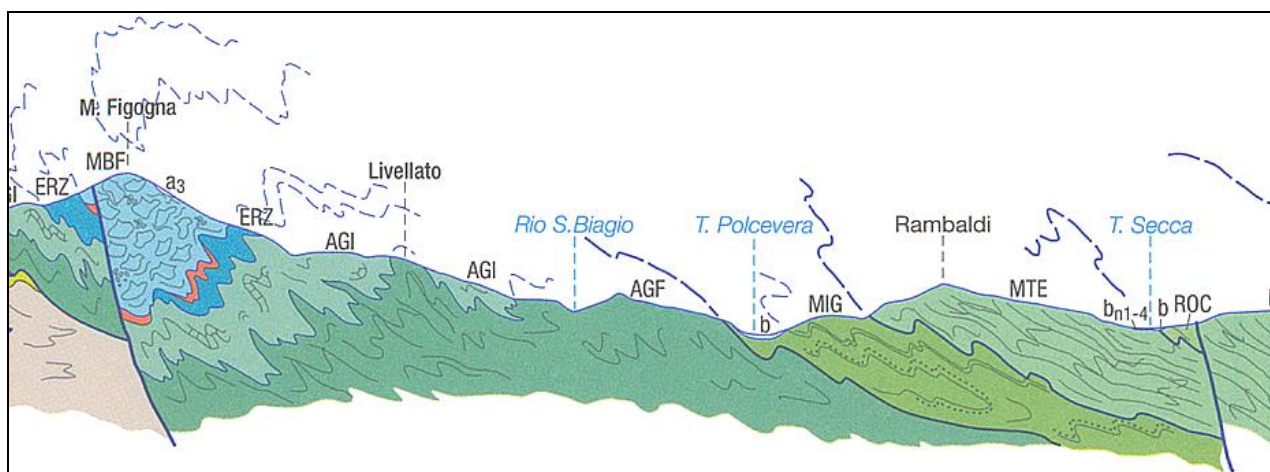 M. Figogna
MBF
a3
ERZ
GI
Livellato
ERZ
AGI
AGI
Rio S.Biagio
AGF
T. Polcevera
b
MIG
Rambaldi
MTE
T. Secca
bn1-4
b
ROC